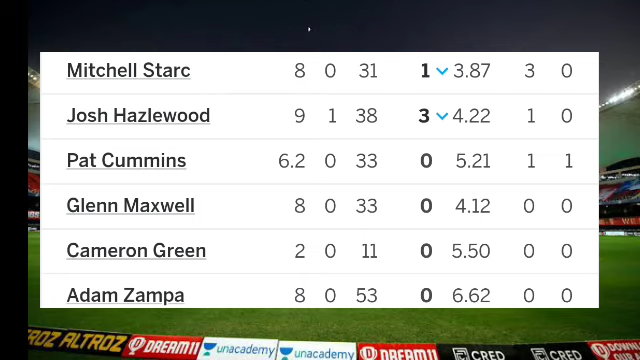 Mitchell Starc 8 0 31 1 3.87 3 0
Josh Hazlewood 9 1 38 3 4.22 1 0
Pat Cummins 6.2 0 33 0 5.21 1 1
Glenn Maxwell 8 0 33 0 4.12 0 0
Cameron Green 2 0 11 0 5.50 0 0
Adam Zampa 8 0 53 0 6.62 0 0
ROZ ALTROZ DREAM11 unacademy unacademy DREAM11 CRED CRED